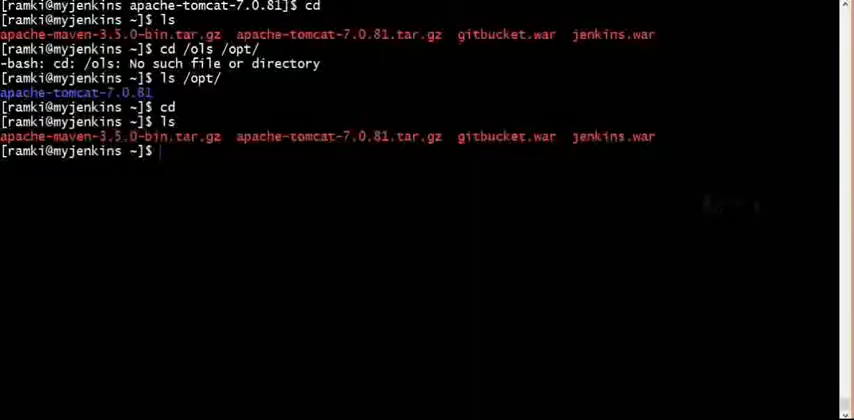 [ramki@myjenkins apache-tomcat-7.0.81]$ cd
[ramki@myjenkins ~]$ ls
apache-maven-3.5.0-bin.tar.gz  apache-tomcat-7.0.81.tar.gz  gitbucket.war  jenkins.war
[ramki@myjenkins ~]$ cd /ols /opt/
-bash: cd: /ols: No such file or directory
[ramki@myjenkins ~]$ ls /opt/
apache-tomcat-7.0.81
[ramki@myjenkins ~]$ cd
[ramki@myjenkins ~]$ ls
apache-maven-3.5.0-bin.tar.gz  apache-tomcat-7.0.81.tar.gz  gitbucket.war  jenkins.war
[ramki@myjenkins ~]$